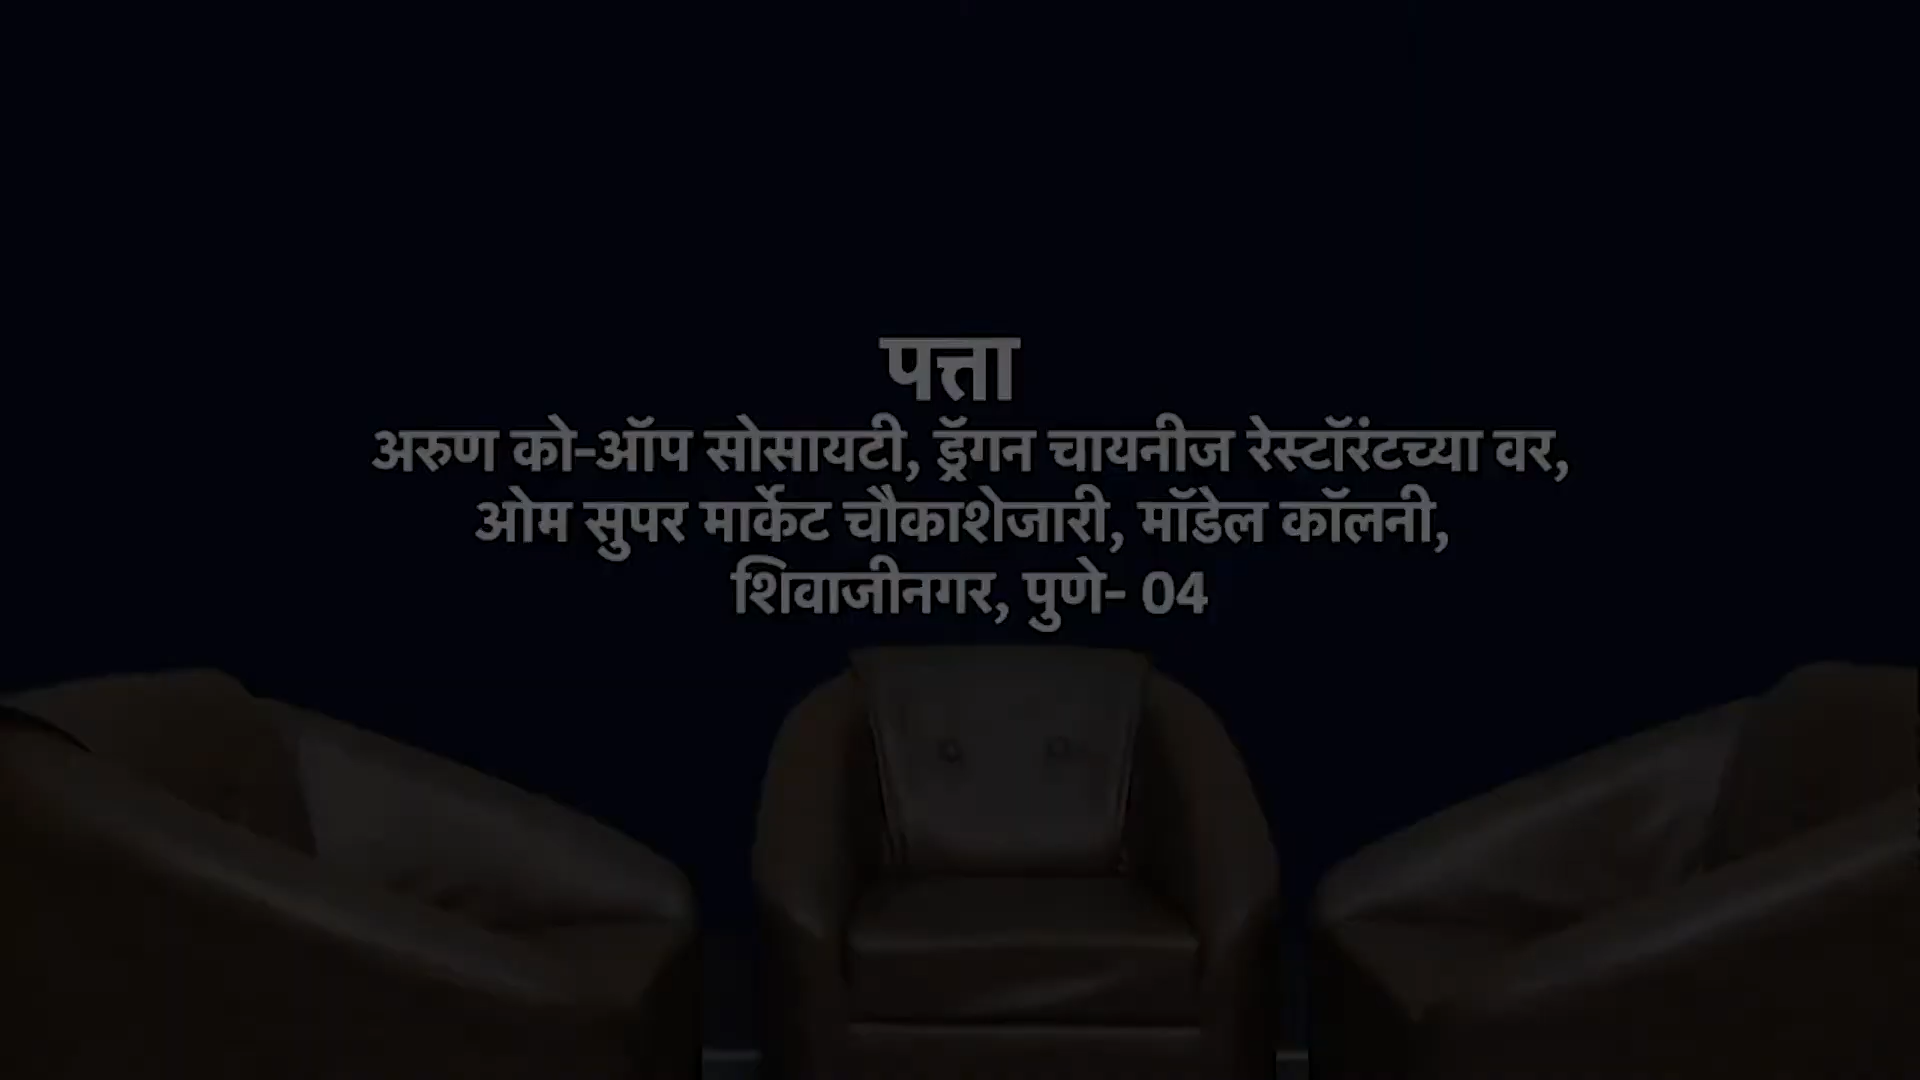 पत्ता
अरुण को-ऑप सोसायटी, ड्रॅगन चायनीज रेस्टॉरंटच्या वर,
ओम सुपर मार्केट चौकाशेजारी, मॉडेल कॉलनी,
शिवाजीनगर, पुणे- 04